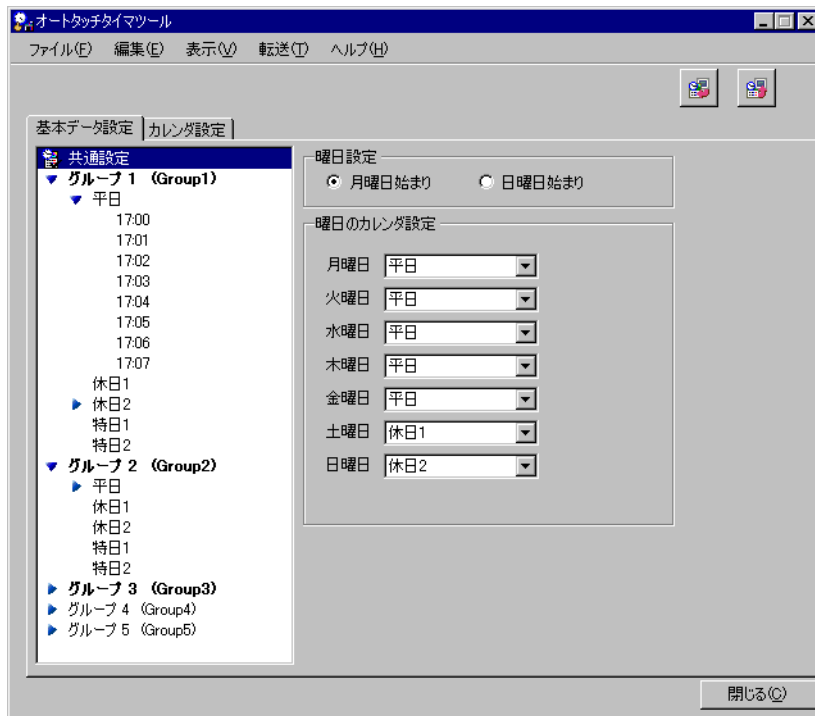 オートタッチタイマツール
ファイル(F) 編集(E) 表示(V) 転送(T) ヘルプ(H)
基本データ設定 カレンダ設定
共通設定
グループ 1 (Group1)
平日
17:00
17:01
17:02
17:03
17:04
17:05
17:06
17:07
休日1
休日2
特日1
特日2
グループ 2 (Group2)
平日
休日1
休日2
特日1
特日2
グループ 3 (Group3)
グループ 4 (Group4)
グループ 5 (Group5)
曜日設定
月曜日始まり 日曜日始まり
曜日のカレンダ設定
月曜日 平日
火曜日 平日
水曜日 平日
木曜日 平日
金曜日 平日
土曜日 休日1
日曜日 休日2
閉じる(C)